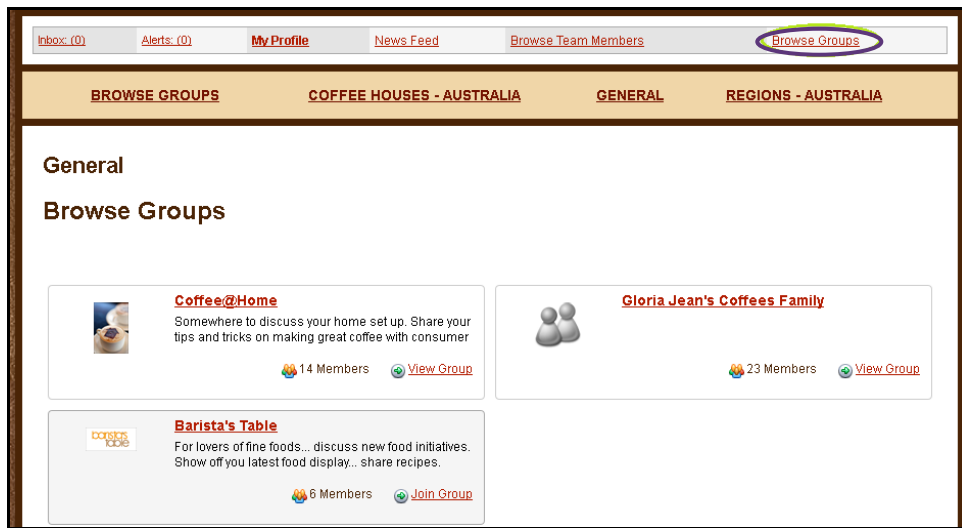 Inbox: (0) Alerts: (0) My Profile News Feed Browse Team Members Browse Groups
BROWSE GROUPS COFFEE HOUSES - AUSTRALIA GENERAL REGIONS - AUSTRALIA
General
Browse Groups
Coffee@Home
Somewhere to discuss your home set up. Share your
tips and tricks on making great coffee with consumer
14 Members View Group
Gloria Jean's Coffees Family
23 Members View Group
barista's
table
Barista's Table
For lovers of fine foods... discuss new food initiatives.
Show off you latest food display... share recipes.
6 Members Join Group